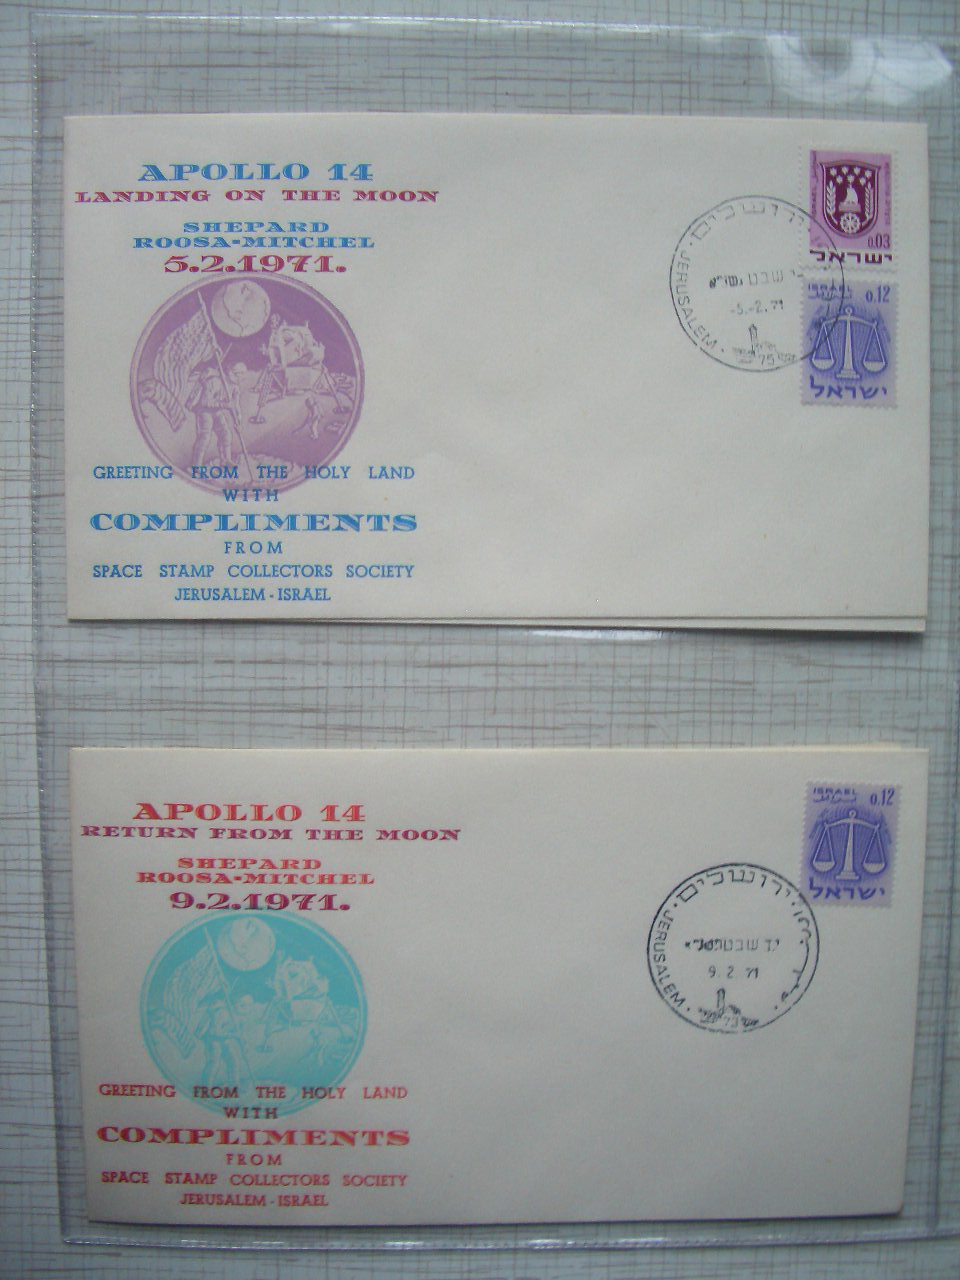 APOLLO 14
LANDING ON THE MOON
SHEPARD
ROOSA-MITCHEL
5.2.1971.
GREETING FROM THE HOLY LAND
WITH
COMPLIMENTS
FROM
SPACE STAMP COLLECTORS SOCIETY
JERUSALEM - ISRAEL
ירושלים
JERUSALEM
-5.-2.71
75
0.03
ישראל
ISRAEL
0.12
ישראל
APOLLO 14
RETURN FROM THE MOON
SHEPARD
ROOSA-MITCHEL
9.2.1971.
GREETING FROM THE HOLY LAND
WITH
COMPLIMENTS
FROM
SPACE STAMP COLLECTORS SOCIETY
JERUSALEM - ISRAEL
ירושלים
JERUSALEM
9 2 71
73
ISRAEL
0.12
ישראל